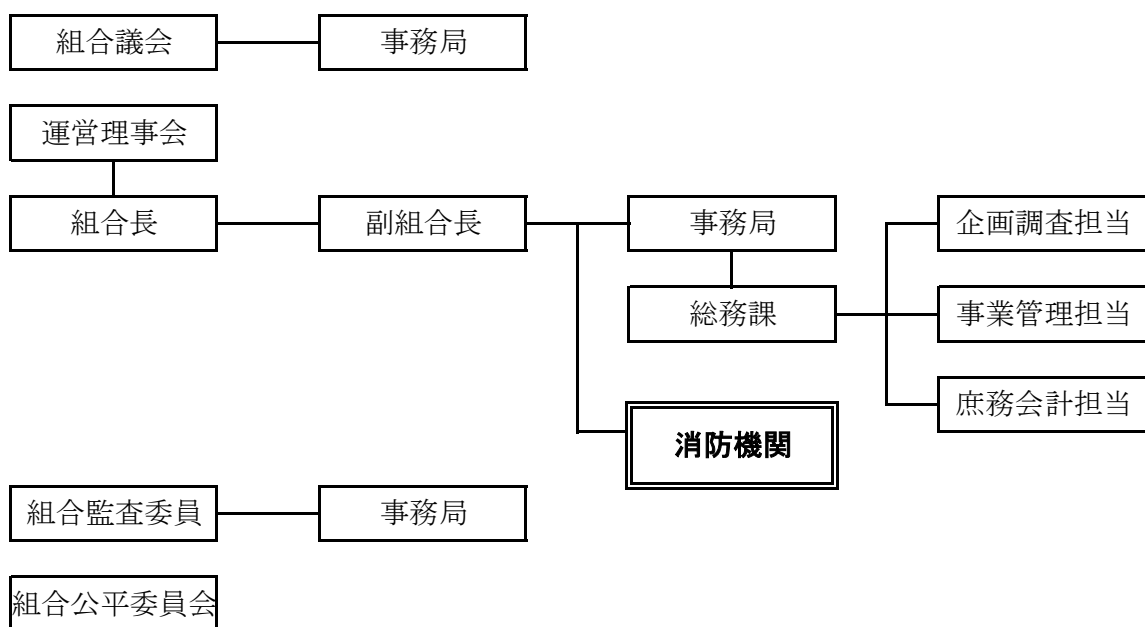 組合議会
事務局
運営理事会
組合長
副組合長
事務局
企画調査担当
総務課
事業管理担当
庶務会計担当
消防機関
組合監査委員
事務局
組合公平委員会